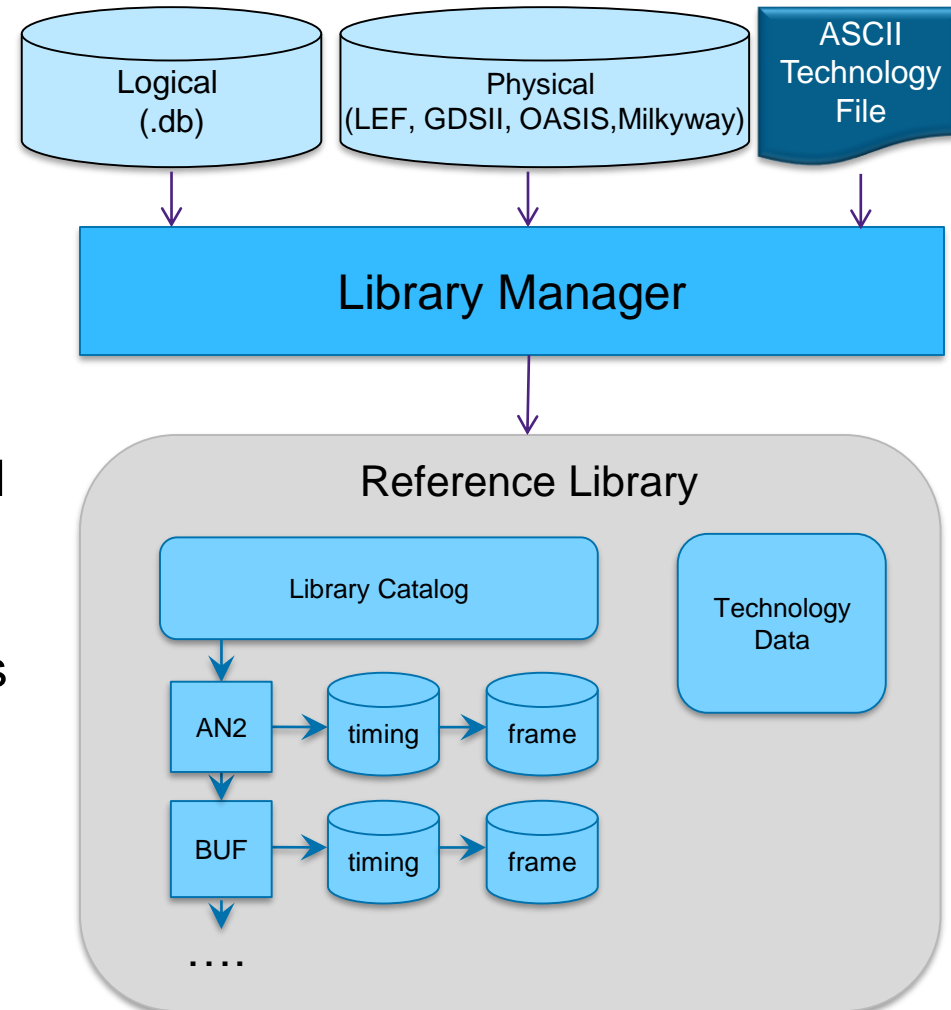 Logical
(.db)
Physical
(LEF, GDSII, OASIS,Milkyway)
ASCII
Technology
File
Library Manager
Reference Library
Library Catalog
Technology
Data
AN2
timing
frame
BUF
timing
frame
....